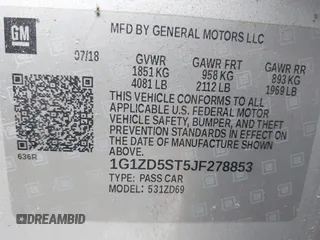 GM
MFD BY GENERAL MOTORS LLC
07/18
GVWR GAWR FRT GAWR RR
1851 KG 958 KG 893 KG
4081 LB 2112 LB 1969 LB
THIS VEHICLE CONFORMS TO ALL
APPLICABLE U.S. FEDERAL MOTOR
VEHICLE SAFETY, BUMPER, AND THEFT
PREVENTION STANDARDS IN EFFECT ON
THE DATE OF MANUFACTURE SHOWN ABOVE.
636R
1G1ZD5ST5JF278853
TYPE: PASS CAR
MODEL: 531ZD69
DREAMBID